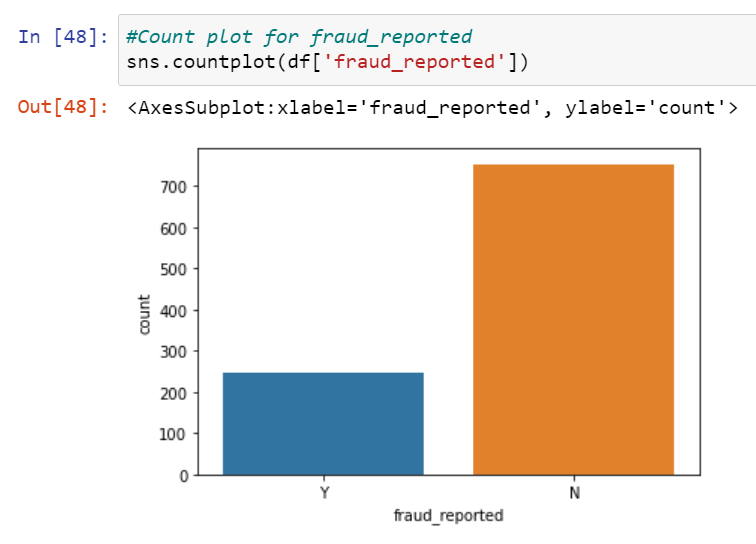 In [48]: #Count plot for fraud_reported
sns.countplot(df['fraud_reported'])
Out[48]: <AxesSubplot:xlabel='fraud_reported', ylabel='count'>
700
600
500
400
300
200
100
0
count
Y N
fraud_reported